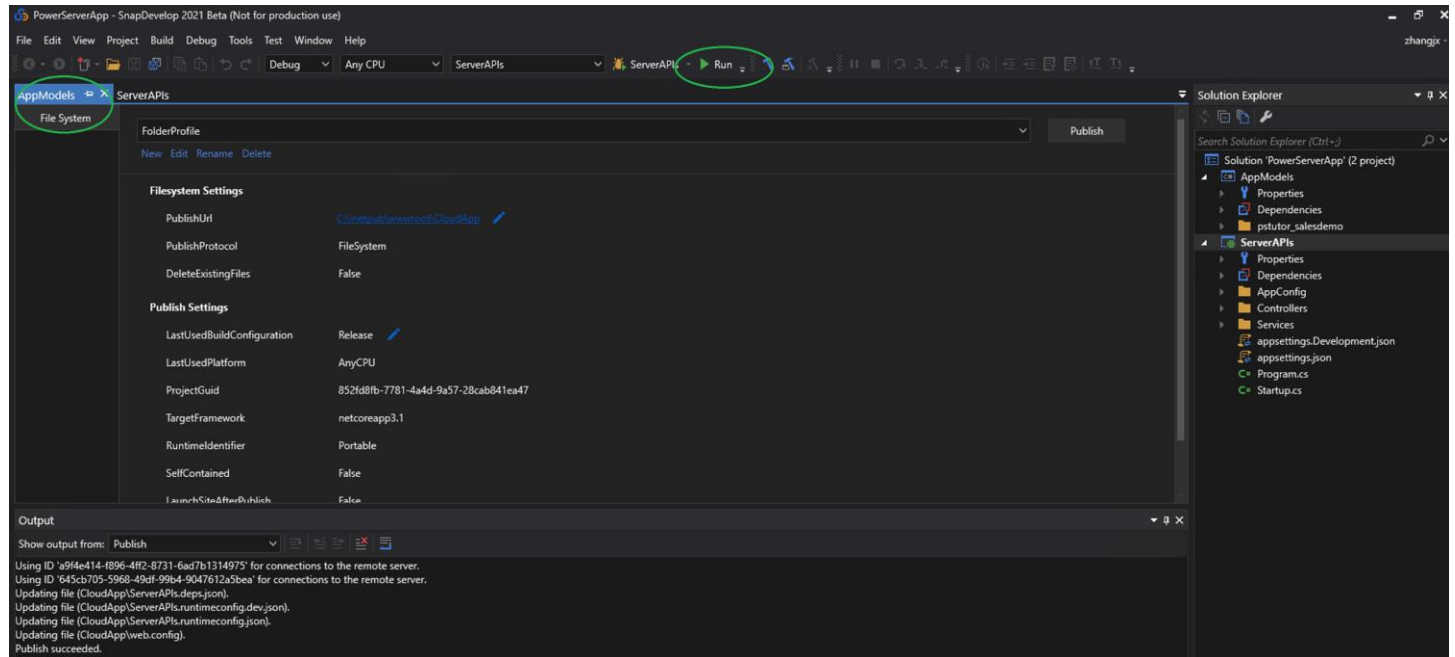 PowerServerApp - SnapDevelop 2021 Beta (Not for production use)
File Edit View Project Build Debug Tools Test Window Help
zhangjx
Debug Any CPU ServerAPIs ServerAPIs Run
AppModels ServerAPIs
File System
FolderProfile Publish
New Edit Rename Delete
Filesystem Settings
PublishUrl C:\inetpub\wwwroot\CloudApp
PublishProtocol FileSystem
DeleteExistingFiles False
Publish Settings
LastUsedBuildConfiguration Release
LastUsedPlatform AnyCPU
ProjectGuid 852fd8fb-7781-4a4d-9a57-28cab841ea47
TargetFramework netcoreapp3.1
RuntimeIdentifier Portable
SelfContained False
LaunchSiteAfterPublish False
Solution Explorer
Search Solution Explorer (Ctrl+;)
Solution 'PowerServerApp' (2 project)
C#
AppModels
Properties
Dependencies
pstutor_salesdemo
ServerAPIs
Properties
Dependencies
AppConfig
Controllers
Services
appsettings.Development.json
appsettings.json
C# Program.cs
C# Startup.cs
Output
Show output from: Publish
Using ID 'a9f4e414-f896-4ff2-8731-6ad7b1314975' for connections to the remote server.
Using ID '645cb705-5968-49df-99b4-9047612a5bea' for connections to the remote server.
Updating file (CloudApp\ServerAPIs.deps.json).
Updating file (CloudApp\ServerAPIs.runtimeconfig.dev.json).
Updating file (CloudApp\ServerAPIs.runtimeconfig.json).
Updating file (CloudApp\web.config).
Publish succeeded.